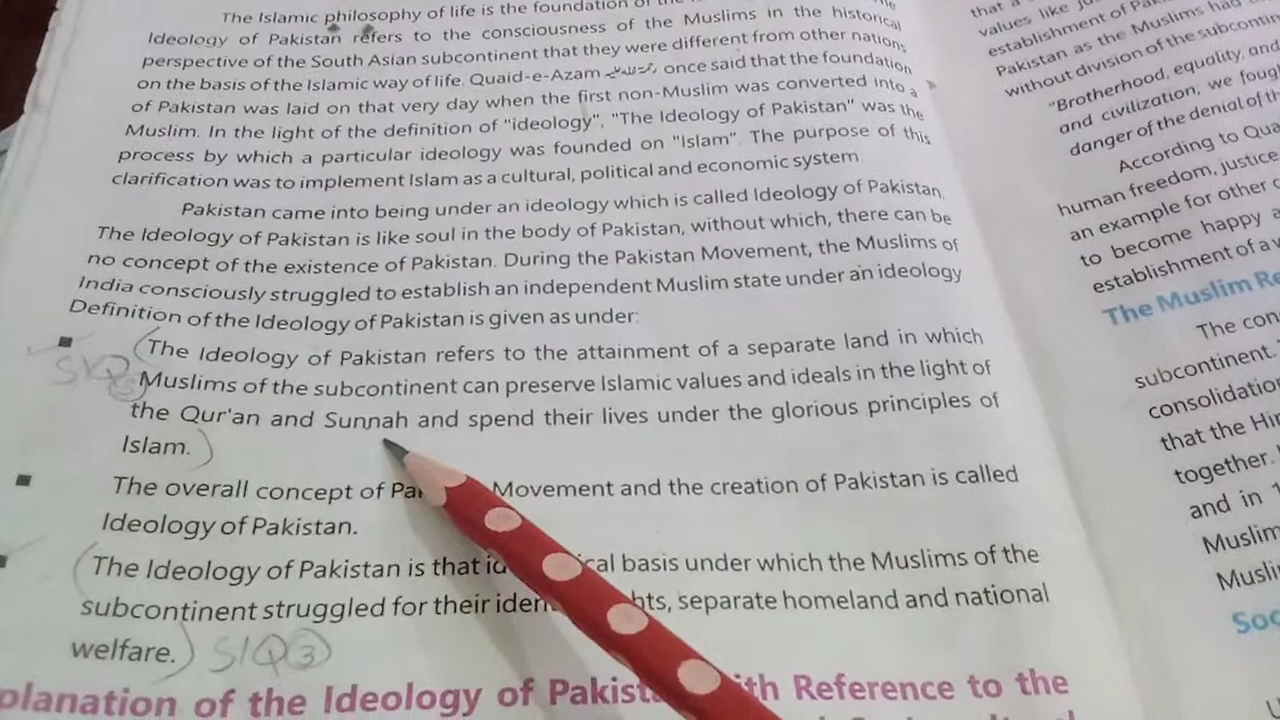 The Islamic philosophy of life is the foundation of the
Ideology of Pakistan refers to the consciousness of the Muslims in the historical
perspective of the South Asian subcontinent that they were different from other nations
on the basis of the Islamic way of life. Quaid-e-Azam once said that the foundation
of Pakistan was laid on that very day when the first non-Muslim was converted into a
Muslim. In the light of the definition of "ideology", "The Ideology of Pakistan" was the
process by which a particular ideology was founded on "Islam". The purpose of this
clarification was to implement Islam as a cultural, political and economic system.
Pakistan came into being under an ideology which is called Ideology of Pakistan.
The Ideology of Pakistan is like soul in the body of Pakistan, without which, there can be
no concept of the existence of Pakistan. During the Pakistan Movement, the Muslims of
India consciously struggled to establish an independent Muslim state under an ideology
Definition of the Ideology of Pakistan is given as under:
The Ideology of Pakistan refers to the attainment of a separate land in which
Muslims of the subcontinent can preserve Islamic values and ideals in the light of
the Qur'an and Sunnah and spend their lives under the glorious principles of
Islam.
The overall concept of Movement and the creation of Pakistan is called
Ideology of Pakistan.
The Ideology of Pakistan is that basis under which the Muslims of the
subcontinent struggled for their separate homeland and national
welfare. S/Q 3
of the Ideology of with Reference to the
that a
values like
establishment of
Pakistan as the Muslims had
without division of the
"Brotherhood, equality, and
and civilization, we
danger of the denial of
According to
human freedom, justice
an example for other
to become happy
establishment of a
The Muslim
The
subcontinent
that the
together.
and in